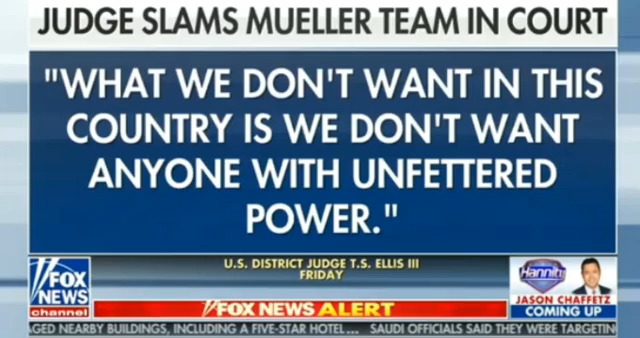 JUDGE SLAMS MUELLER TEAM IN COURT
"WHAT WE DON'T WANT IN THIS
COUNTRY IS WE DON'T WANT
ANYONE WITH UNFETTERED
POWER."
U.S. DISTRICT JUDGE T.S. ELLIS III
FRIDAY
FOX
NEWS
channel
FOX NEWS ALERT
Hannity
JASON CHAFFETZ
COMING UP
GED NEARBY BUILDINGS, INCLUDING A FIVE-STAR HOTEL... SAUDI OFFICIALS SAID THEY WERE TARGETIN